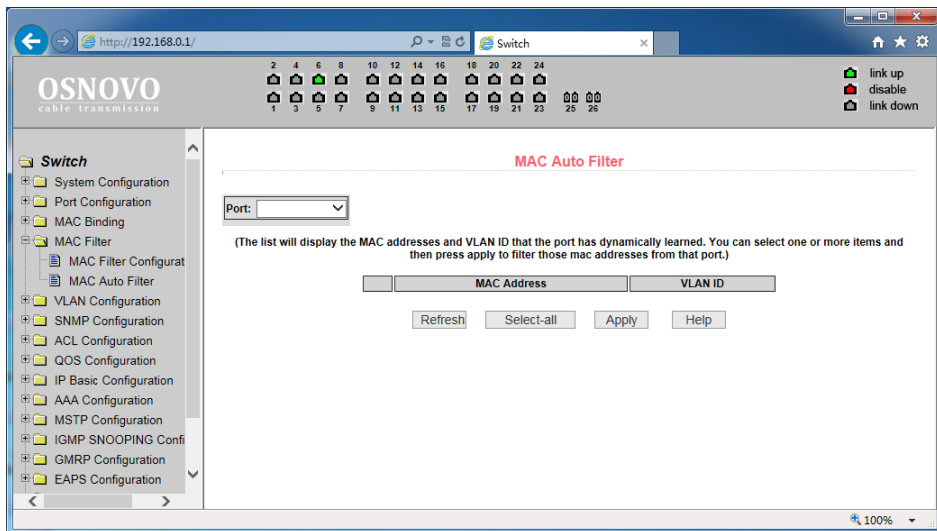 http://192.168.0.1/
Switch
OSNOVO
cable transmission
2 4 6 8 10 12 14 16 18 20 22 24
1 3 5 7 9 11 13 15 17 19 21 23 25 26
link up
disable
link down
Switch
System Configuration
Port Configuration
MAC Binding
MAC Filter
MAC Filter Configurat
MAC Auto Filter
VLAN Configuration
SNMP Configuration
ACL Configuration
QOS Configuration
IP Basic Configuration
AAA Configuration
MSTP Configuration
IGMP SNOOPING Confi
GMRP Configuration
EAPS Configuration
MAC Auto Filter
Port:
(The list will display the MAC addresses and VLAN ID that the port has dynamically learned. You can select one or more items and
then press apply to filter those mac addresses from that port.)
MAC Address VLAN ID
Refresh Select-all Apply Help
100%